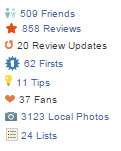 509 Friends
858 Reviews
20 Review Updates
62 Firsts
11 Tips
37 Fans
3123 Local Photos
24 Lists